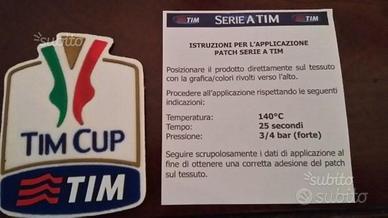 TIM CUP
TIM
TIM SERIE A TIM TIM
ISTRUZIONI PER L'APPLICAZIONE
PATCH SERIE A TIM
Posizionare il prodotto direttamente sul tessuto
con la grafica/colori rivolti verso l'alto.
Procedere all'applicazione rispettando le seguenti
indicazioni:
Temperatura: 140°C
Tempo: 25 secondi
Pressione: 3/4 bar (forte)
Seguire scrupolosamente i dati di applicazione al
fine di ottenere una corretta adesione del patch
sul tessuto.
subito
subito